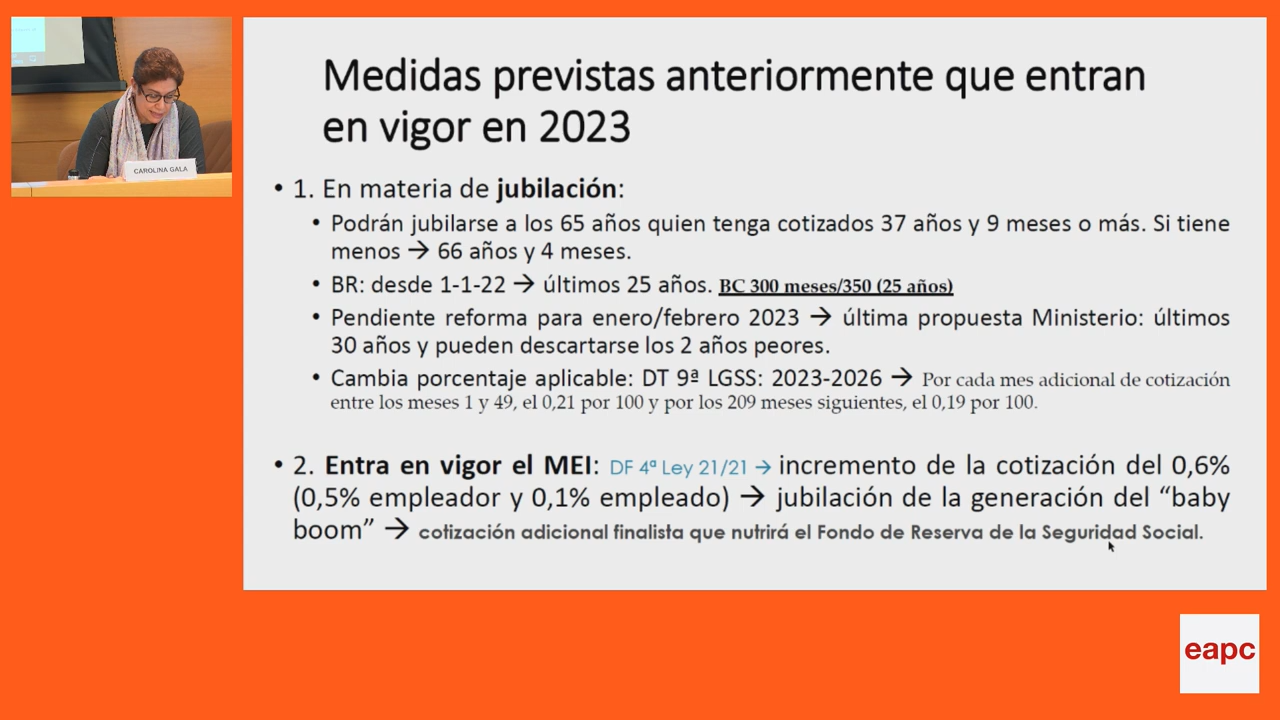 CAROLINA GALA
Medidas previstas anteriormente que entran
en vigor en 2023
• 1. En materia de jubilación:
• Podrán jubilarse a los 65 años quien tenga cotizados 37 años y 9 meses o más. Si tiene
menos → 66 años y 4 meses.
• BR: desde 1-1-22 → últimos 25 años. BC 300 meses/350 (25 años)
• Pendiente reforma para enero/febrero 2023 → última propuesta Ministerio: últimos
30 años y pueden descartarse los 2 años peores.
• Cambia porcentaje aplicable: DT 9ª LGSS: 2023-2026 → Por cada mes adicional de cotización
entre los meses 1 y 49, el 0,21 por 100 y por los 209 meses siguientes, el 0,19 por 100.
• 2. Entra en vigor el MEI: DF 4ª Ley 21/21 → incremento de la cotización del 0,6%
(0,5% empleador y 0,1% empleado) → jubilación de la generación del “baby
boom” → cotización adicional finalista que nutrirá el Fondo de Reserva de la Seguridad Social.
eapc